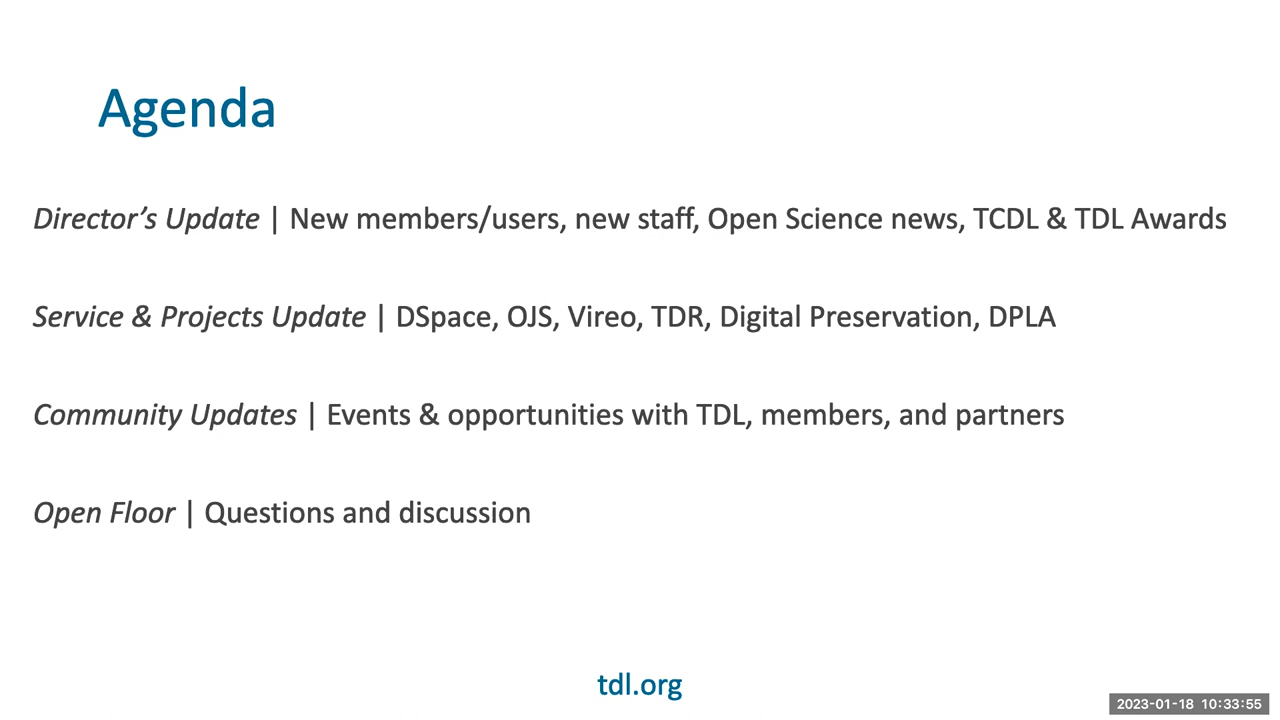 Agenda
Director’s Update | New members/users, new staff, Open Science news, TCDL & TDL Awards
Service & Projects Update | DSpace, OJS, Vireo, TDR, Digital Preservation, DPLA
Community Updates | Events & opportunities with TDL, members, and partners
Open Floor | Questions and discussion
tdl.org
2023-01-18 10:33:55